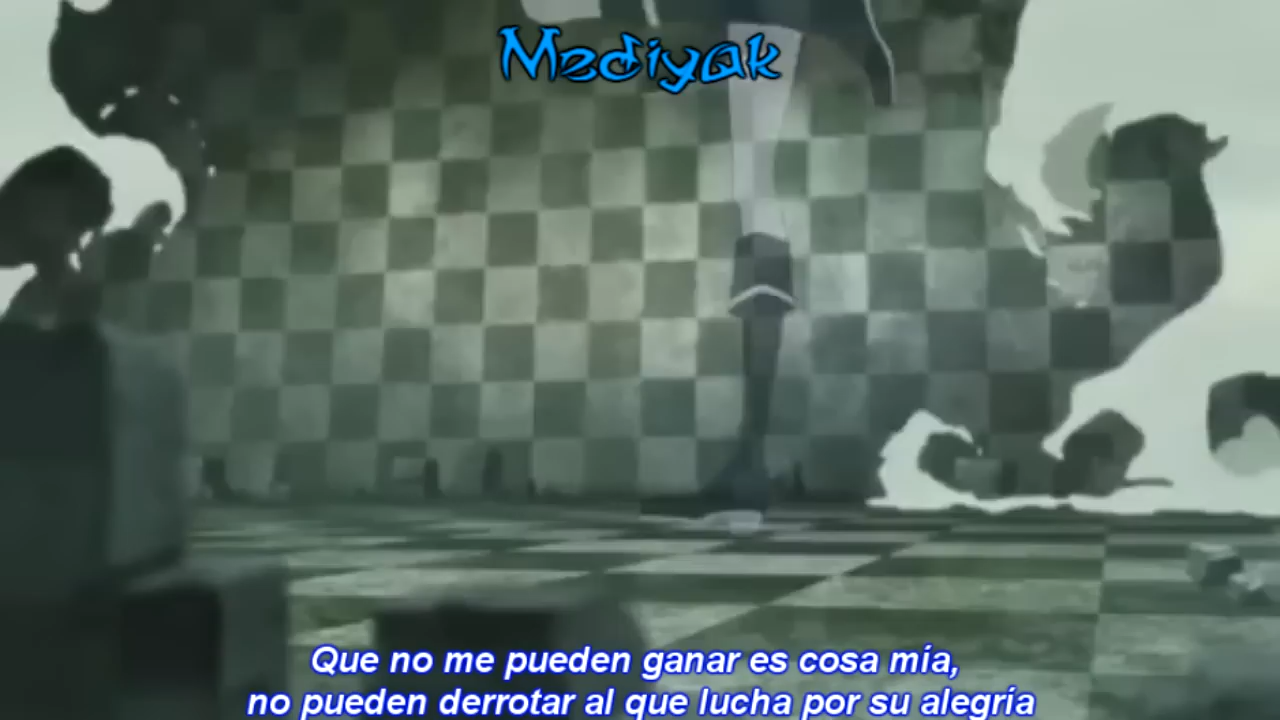 Mediyak
Que no me pueden ganar es cosa mía,
no pueden derrotar al que lucha por su alegría